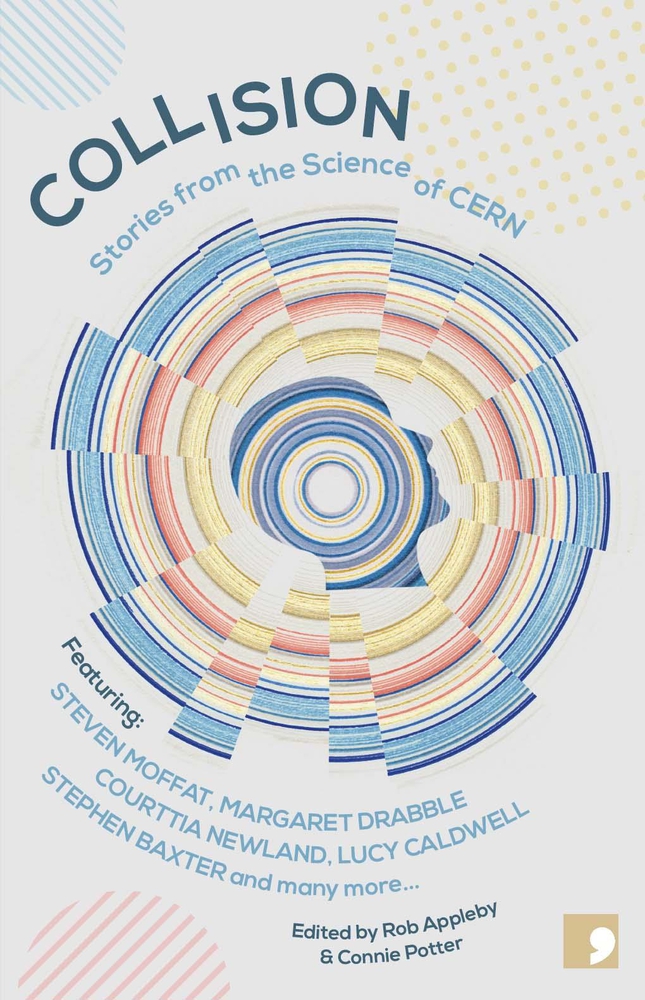 COLLISION
Stories from the Science of CERN
Featuring:
STEVEN MOFFAT, MARGARET DRABBLE
COURTTIA NEWLAND, LUCY CALDWELL
STEPHEN BAXTER and many more...
Edited by Rob Appleby
& Connie Potter